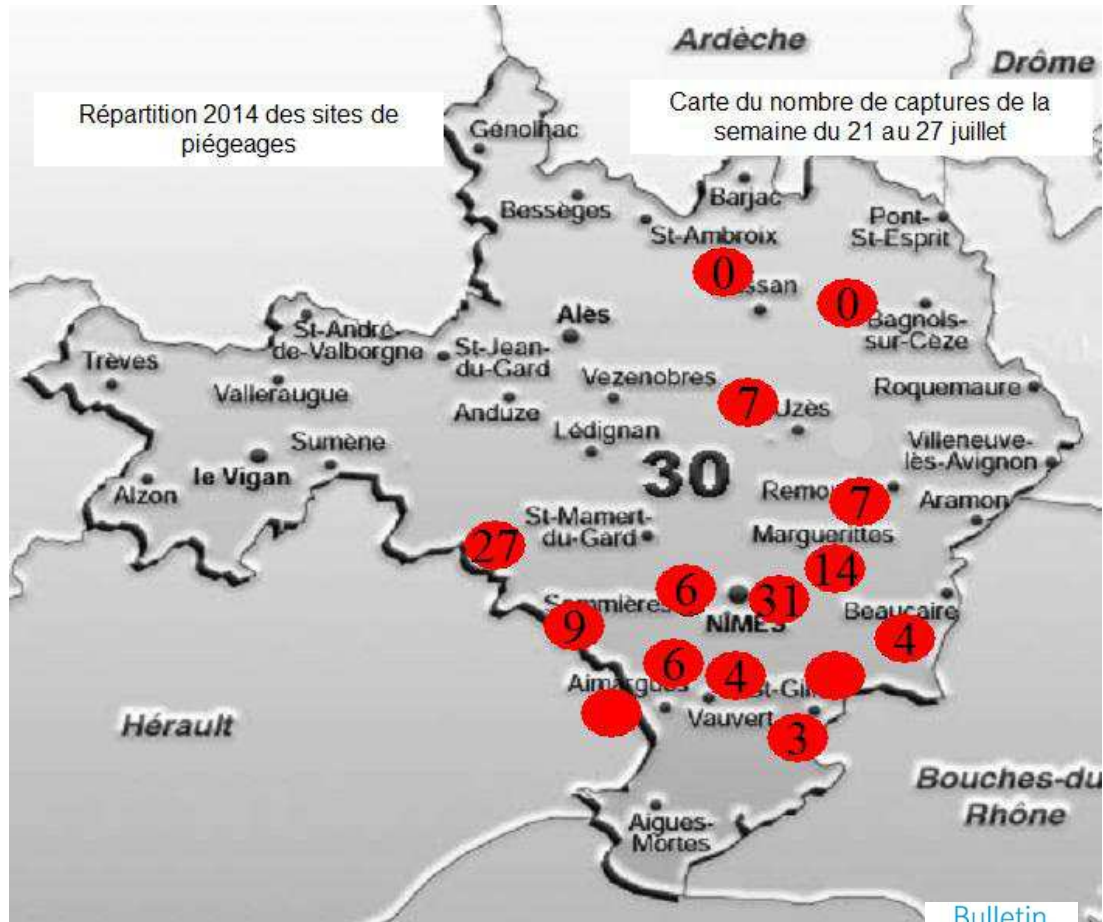 Ardèche
Drôme
Répartition 2014 des sites de
piégeages
Carte du nombre de captures de la
semaine du 21 au 27 juillet
Génolhac
Barjac
Bessèges
St-Ambroix
Pont-
St-Esprit
0
0
Bagnols-
sur-Cèze
Alès
St-André-
de-Valborgne
St-Jean-
du-Gard
Trèves
Valleraugue
Vezenobres
Roquemaure
Anduze
7
Uzès
Lédignan
Sumène
Villeneuve-
lès-Avignon
le Vigan
30
Alzon
7
Aramon
St-Mamert-
du-Gard
Marguerittes
27
14
6
31
Beaucaire
Sommières
NÎMES
9
4
6
4
Aimargues
Vauvert
Hérault
3
Bouches-du
Rhône
Aigues-
Mortes
Bulletin